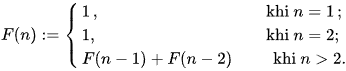 1, khi n = 1;
F(n) := { 1, khi n = 2;
F(n − 1) + F(n − 2) khi n > 2.